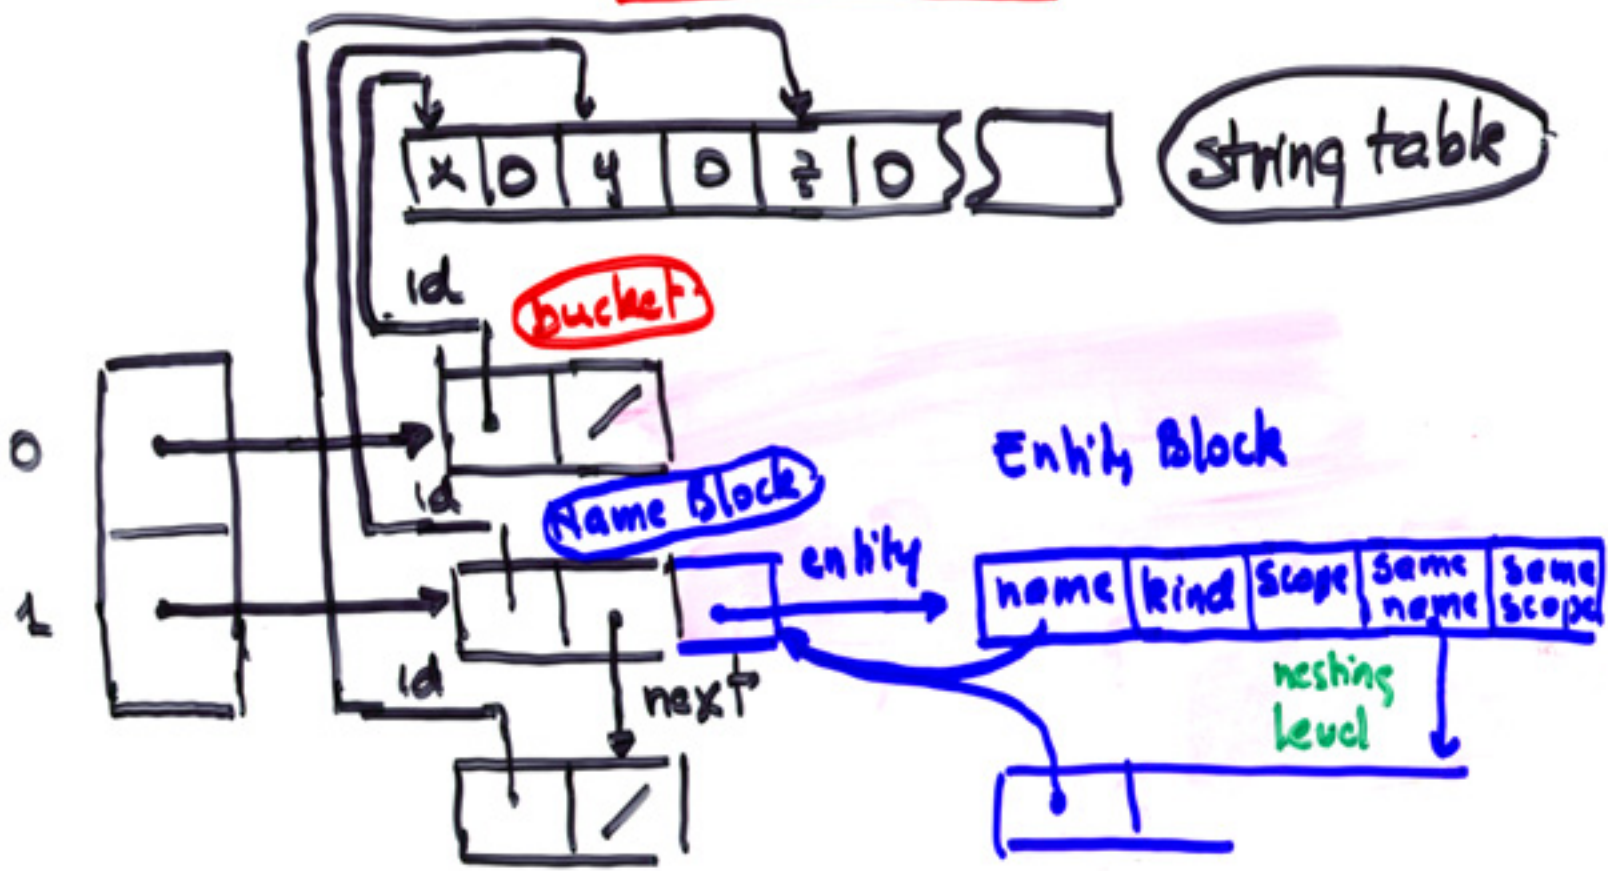 x 0 y 0 z 0
string table
id
bucket
0
Entity Block
id
Name Block
entity
name kind scope same name same scope
1
id
next
nesting level